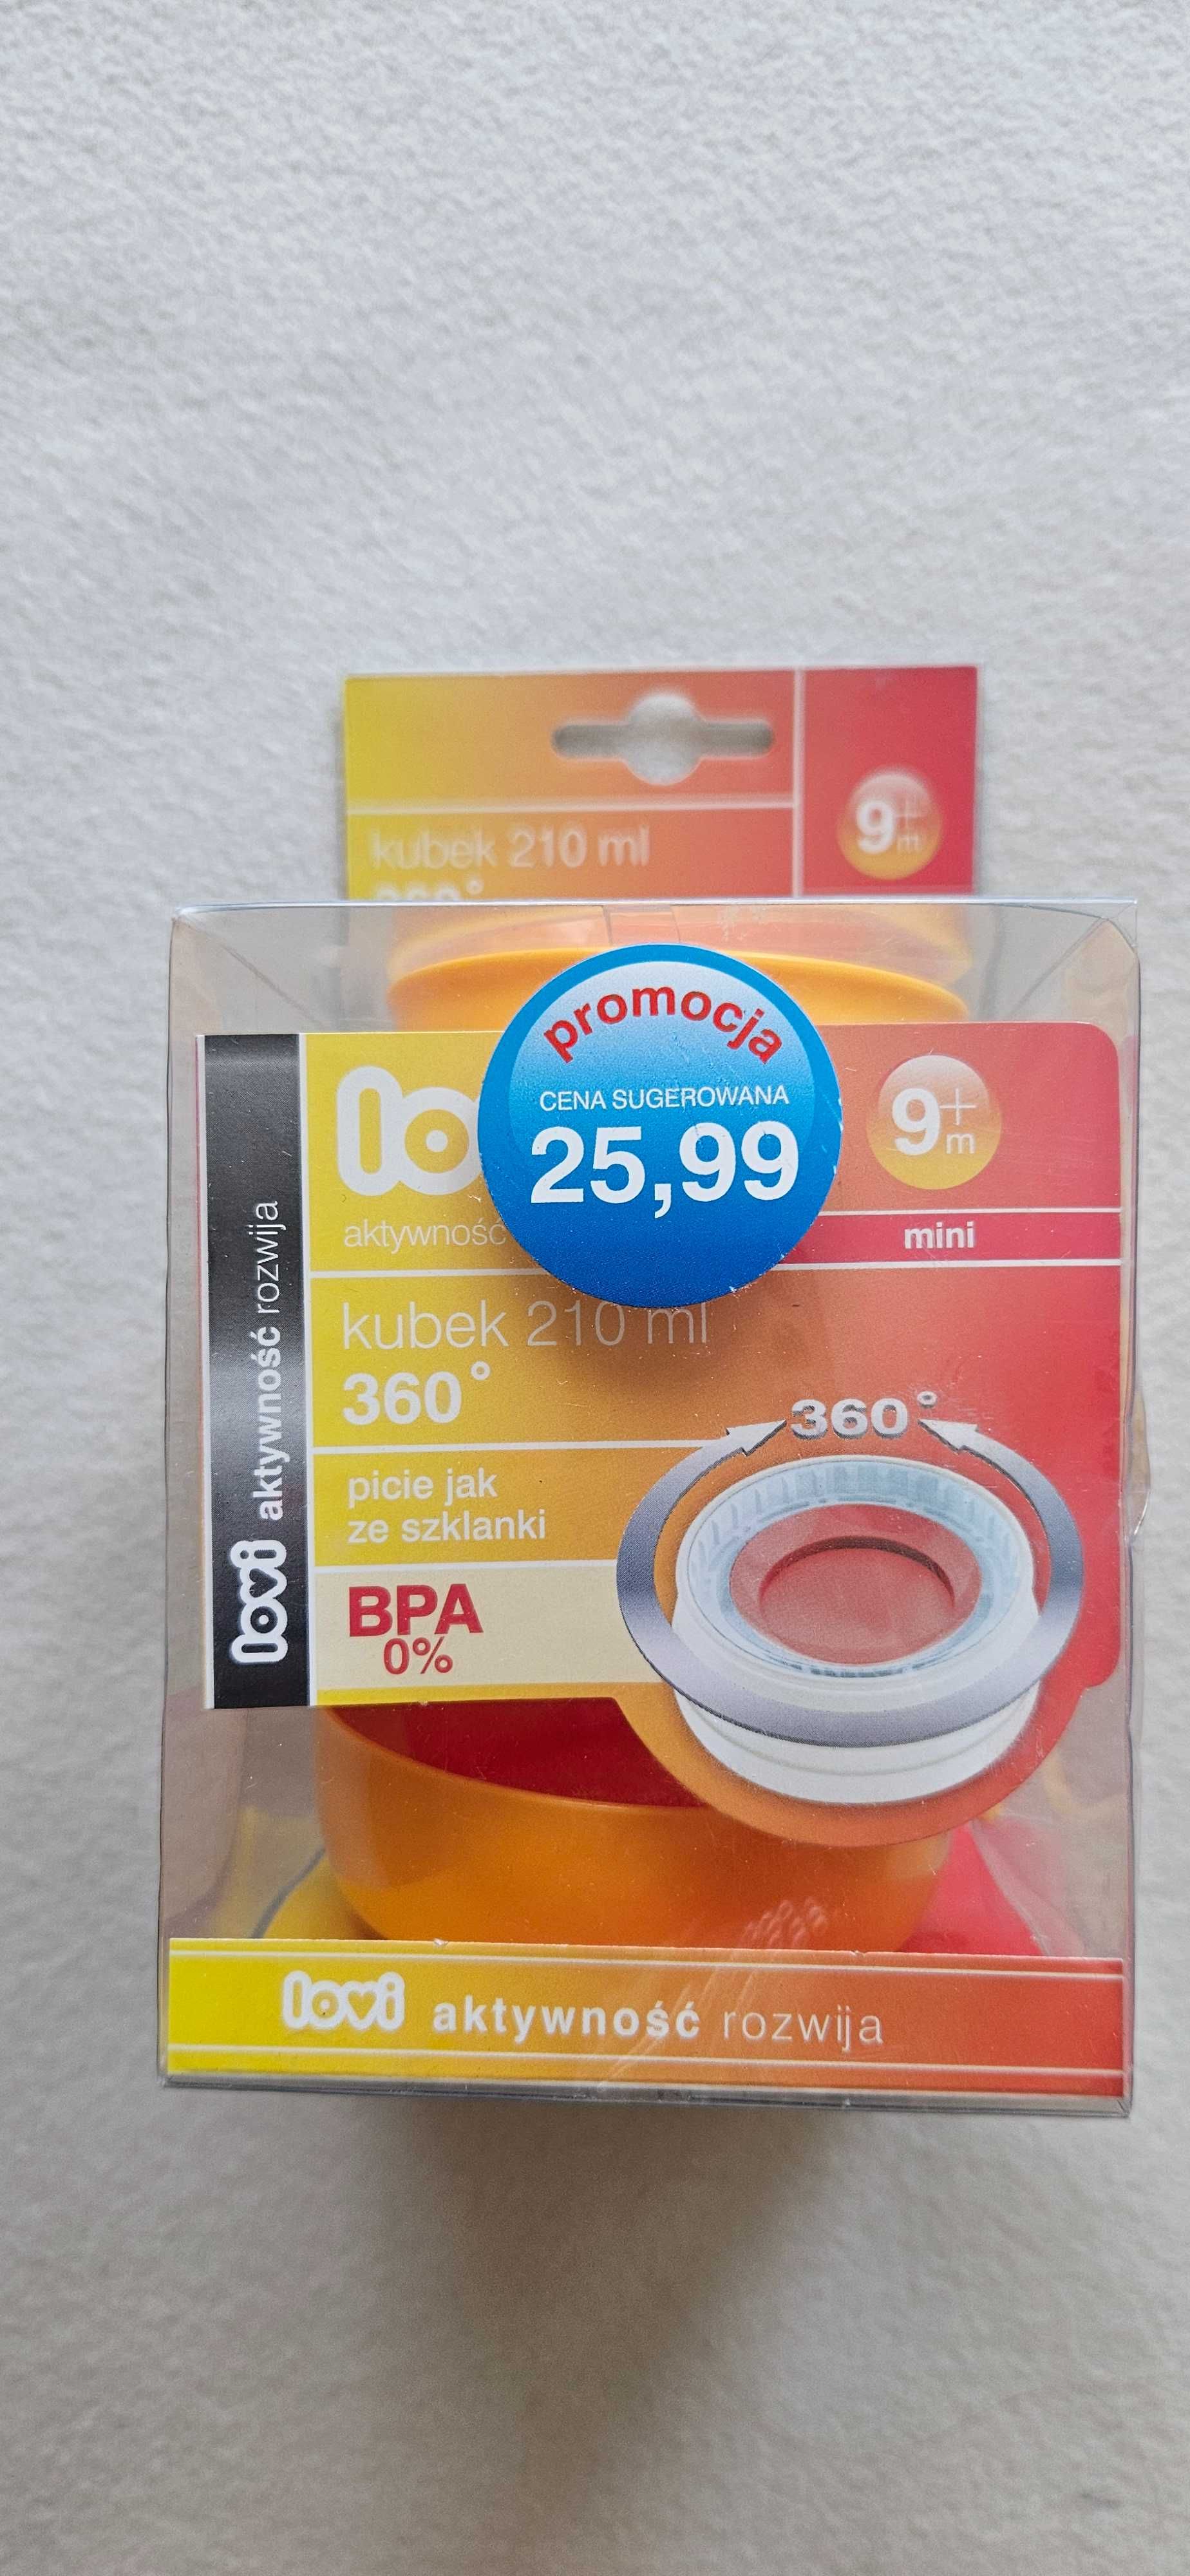 kubek 210 ml
9+
m
promocja
CENA SUGEROWANA
25,99
lo
aktywność
9+
m
mini
kubek 210 ml
360°
360°
picie jak
ze szklanki
BPA
0%
lovi aktywność rozwija
lovi aktywność rozwija